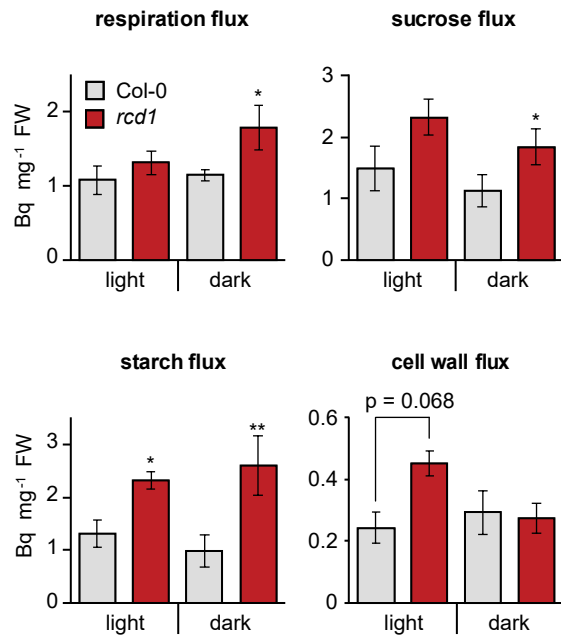 respiration flux
Bq mg⁻¹ FW
2
1
0
Col-0
rcd1
*
light
dark
sucrose flux
3
2
1
0
*
light
dark
starch flux
Bq mg⁻¹ FW
3
2
1
0
*
**
light
dark
cell wall flux
p = 0.068
0.6
0.4
0.2
0
light
dark